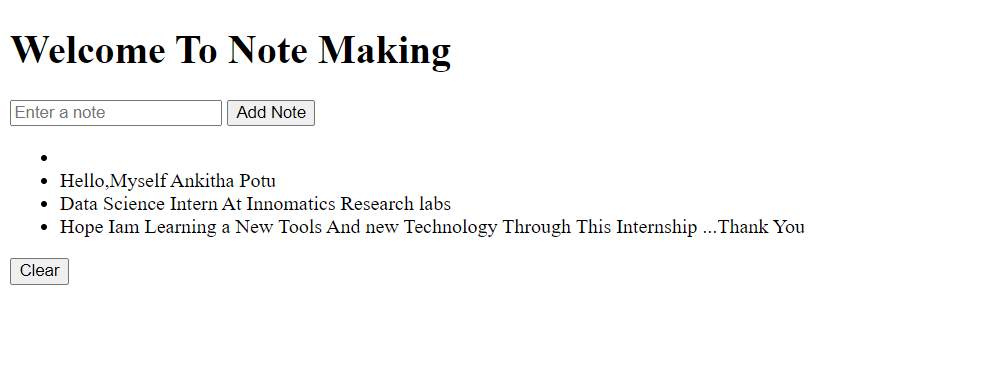 Welcome To Note Making
Enter a note Add Note
Hello,Myself Ankitha Potu
Data Science Intern At Innomatics Research labs
Hope Iam Learning a New Tools And new Technology Through This Internship ...Thank You
Clear